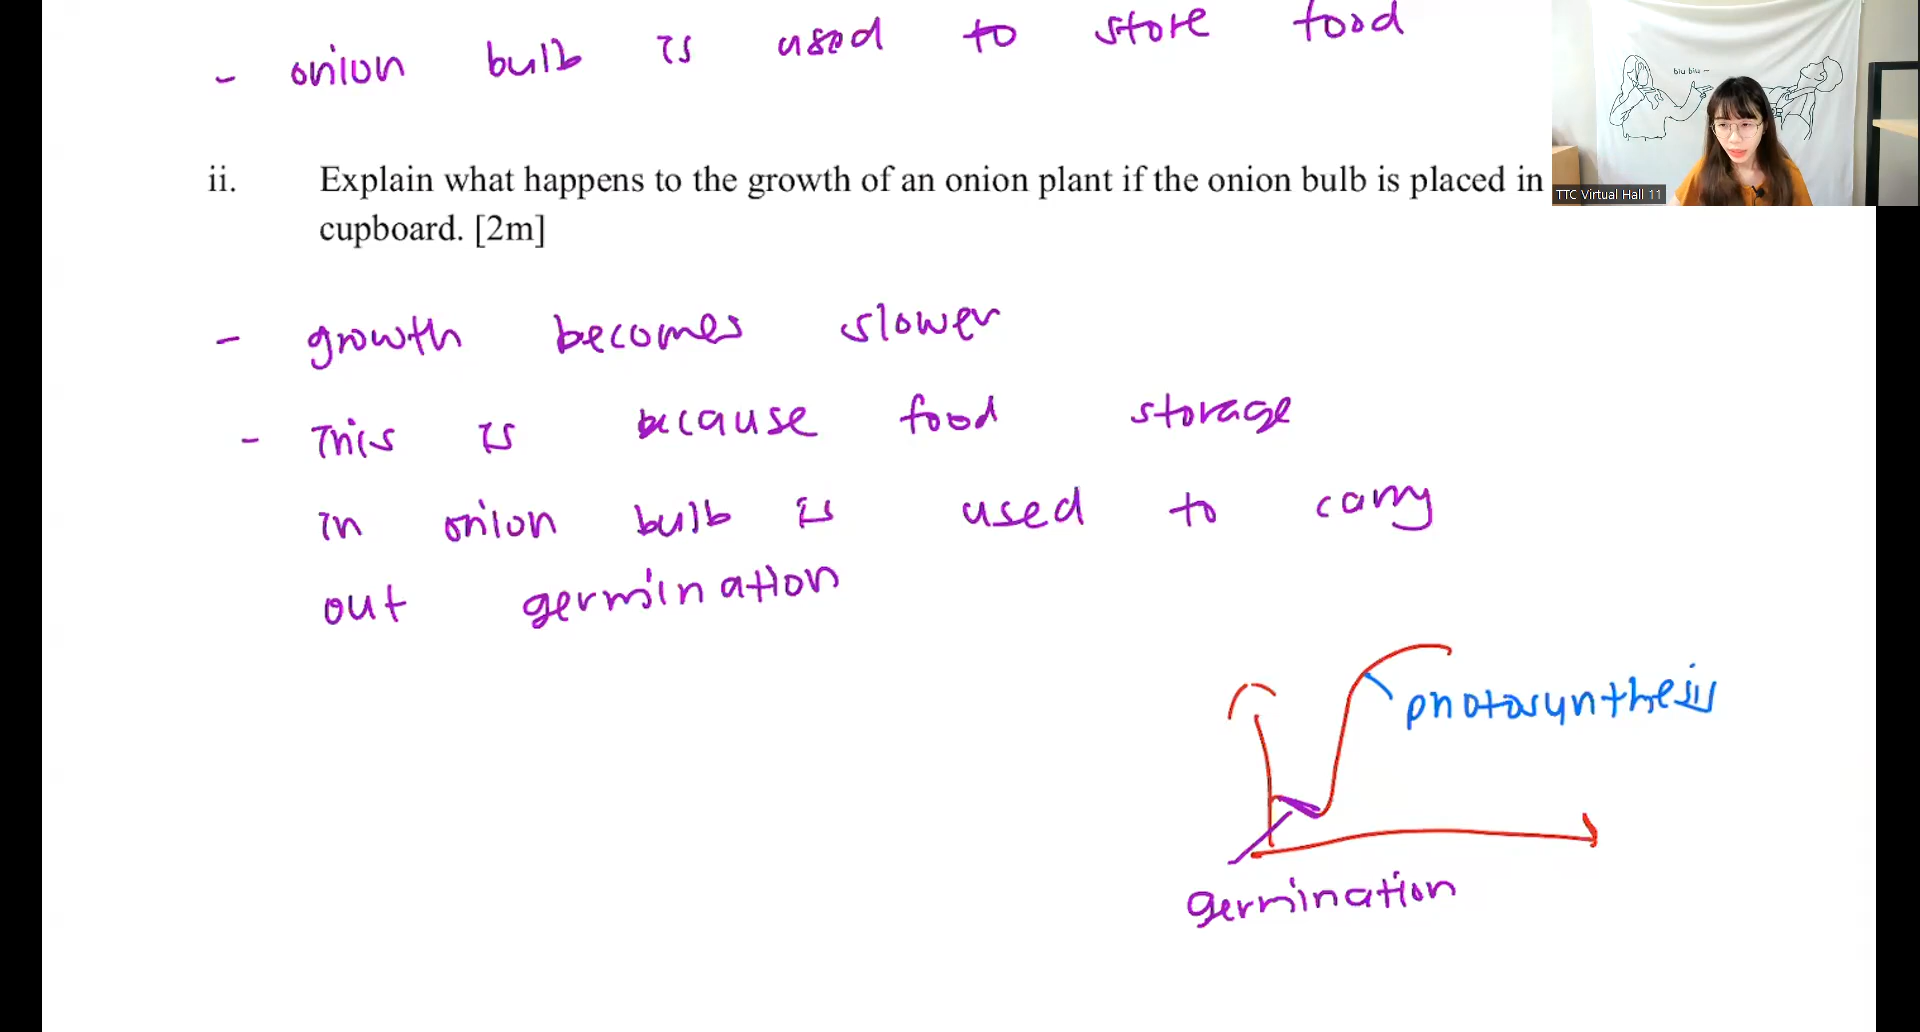 - onion bulb is used to store food
biu biu ~
TTC Virtual Hall 11
ii. Explain what happens to the growth of an onion plant if the onion bulb is placed in
cupboard. [2m]
- growth becomes slower
- This is because food storage
in onion bulb is used to carry
out germination
photosynthesis
germination